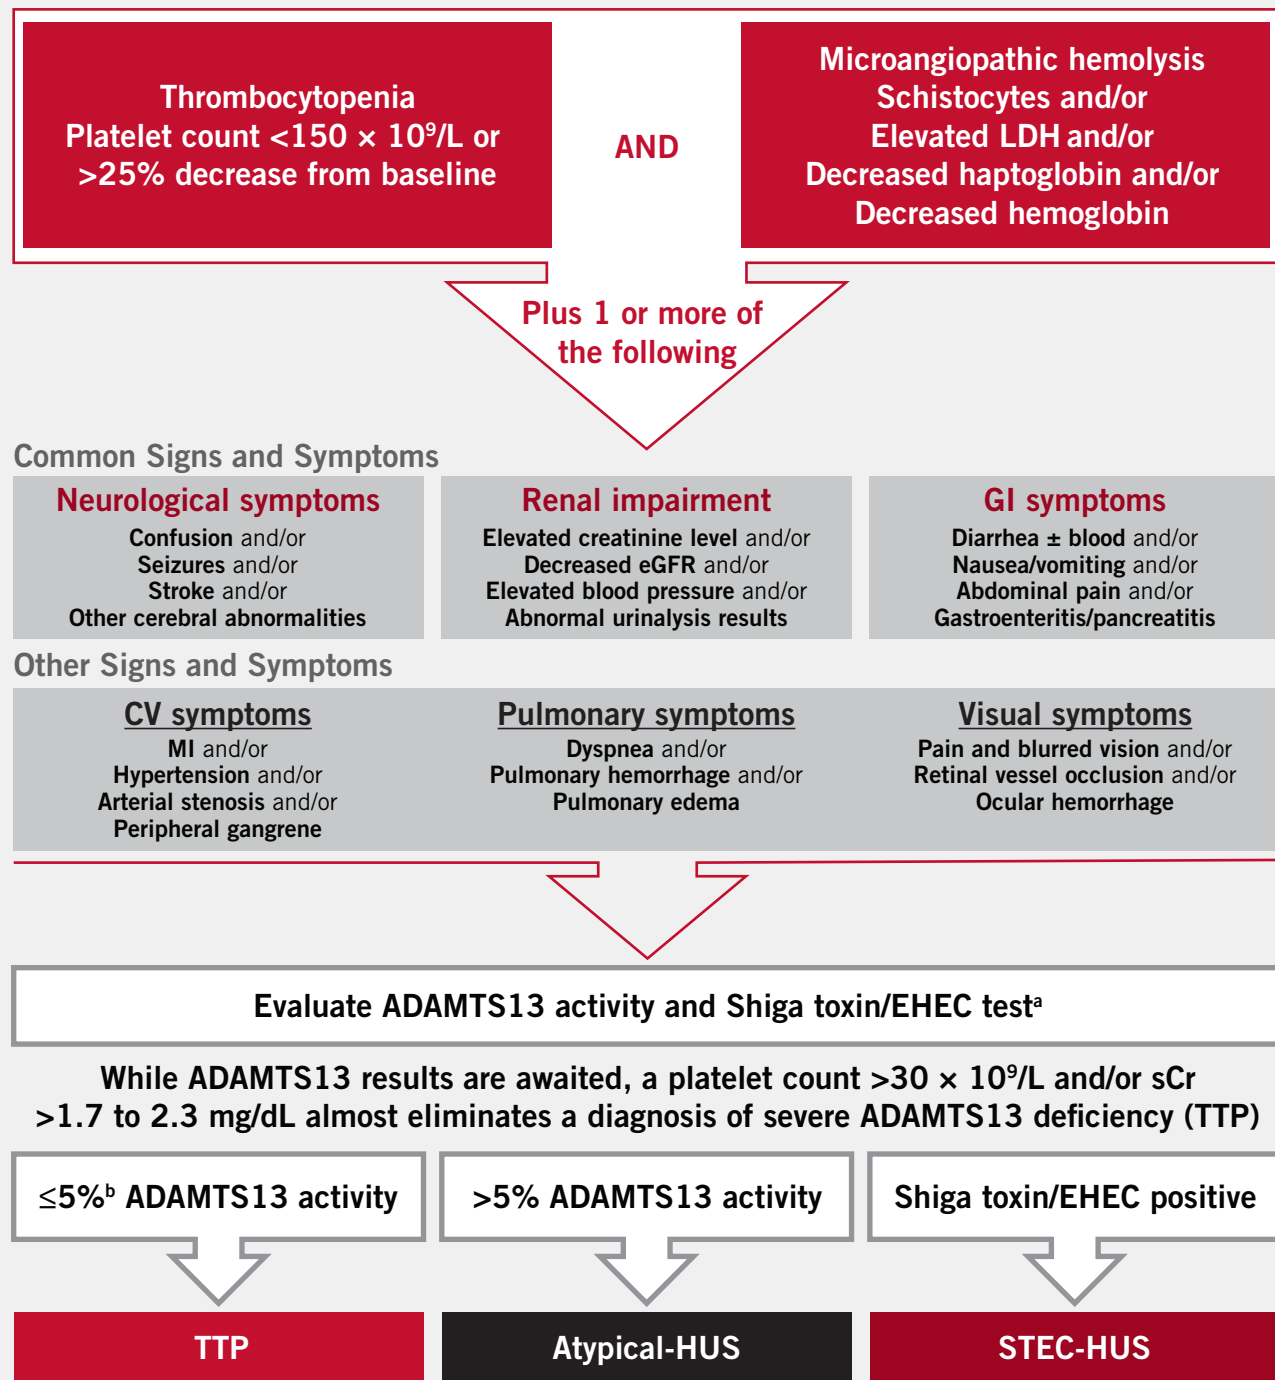 Thrombocytopenia
Platelet count <150 × 10⁹/L or
>25% decrease from baseline
AND
Microangiopathic hemolysis
Schistocytes and/or
Elevated LDH and/or
Decreased haptoglobin and/or
Decreased hemoglobin
Plus 1 or more of
the following
Common Signs and Symptoms
Neurological symptoms
Confusion and/or
Seizures and/or
Stroke and/or
Other cerebral abnormalities
Renal impairment
Elevated creatinine level and/or
Decreased eGFR and/or
Elevated blood pressure and/or
Abnormal urinalysis results
GI symptoms
Diarrhea ± blood and/or
Nausea/vomiting and/or
Abdominal pain and/or
Gastroenteritis/pancreatitis
Other Signs and Symptoms
CV symptoms
MI and/or
Hypertension and/or
Arterial stenosis and/or
Peripheral gangrene
Pulmonary symptoms
Dyspnea and/or
Pulmonary hemorrhage and/or
Pulmonary edema
Visual symptoms
Pain and blurred vision and/or
Retinal vessel occlusion and/or
Ocular hemorrhage
Evaluate ADAMTS13 activity and Shiga toxin/EHEC testᵃ
While ADAMTS13 results are awaited, a platelet count >30 × 10⁹/L and/or sCr
>1.7 to 2.3 mg/dL almost eliminates a diagnosis of severe ADAMTS13 deficiency (TTP)
≤5%ᵇ ADAMTS13 activity
>5% ADAMTS13 activity
Shiga toxin/EHEC positive
TTP
Atypical-HUS
STEC-HUS